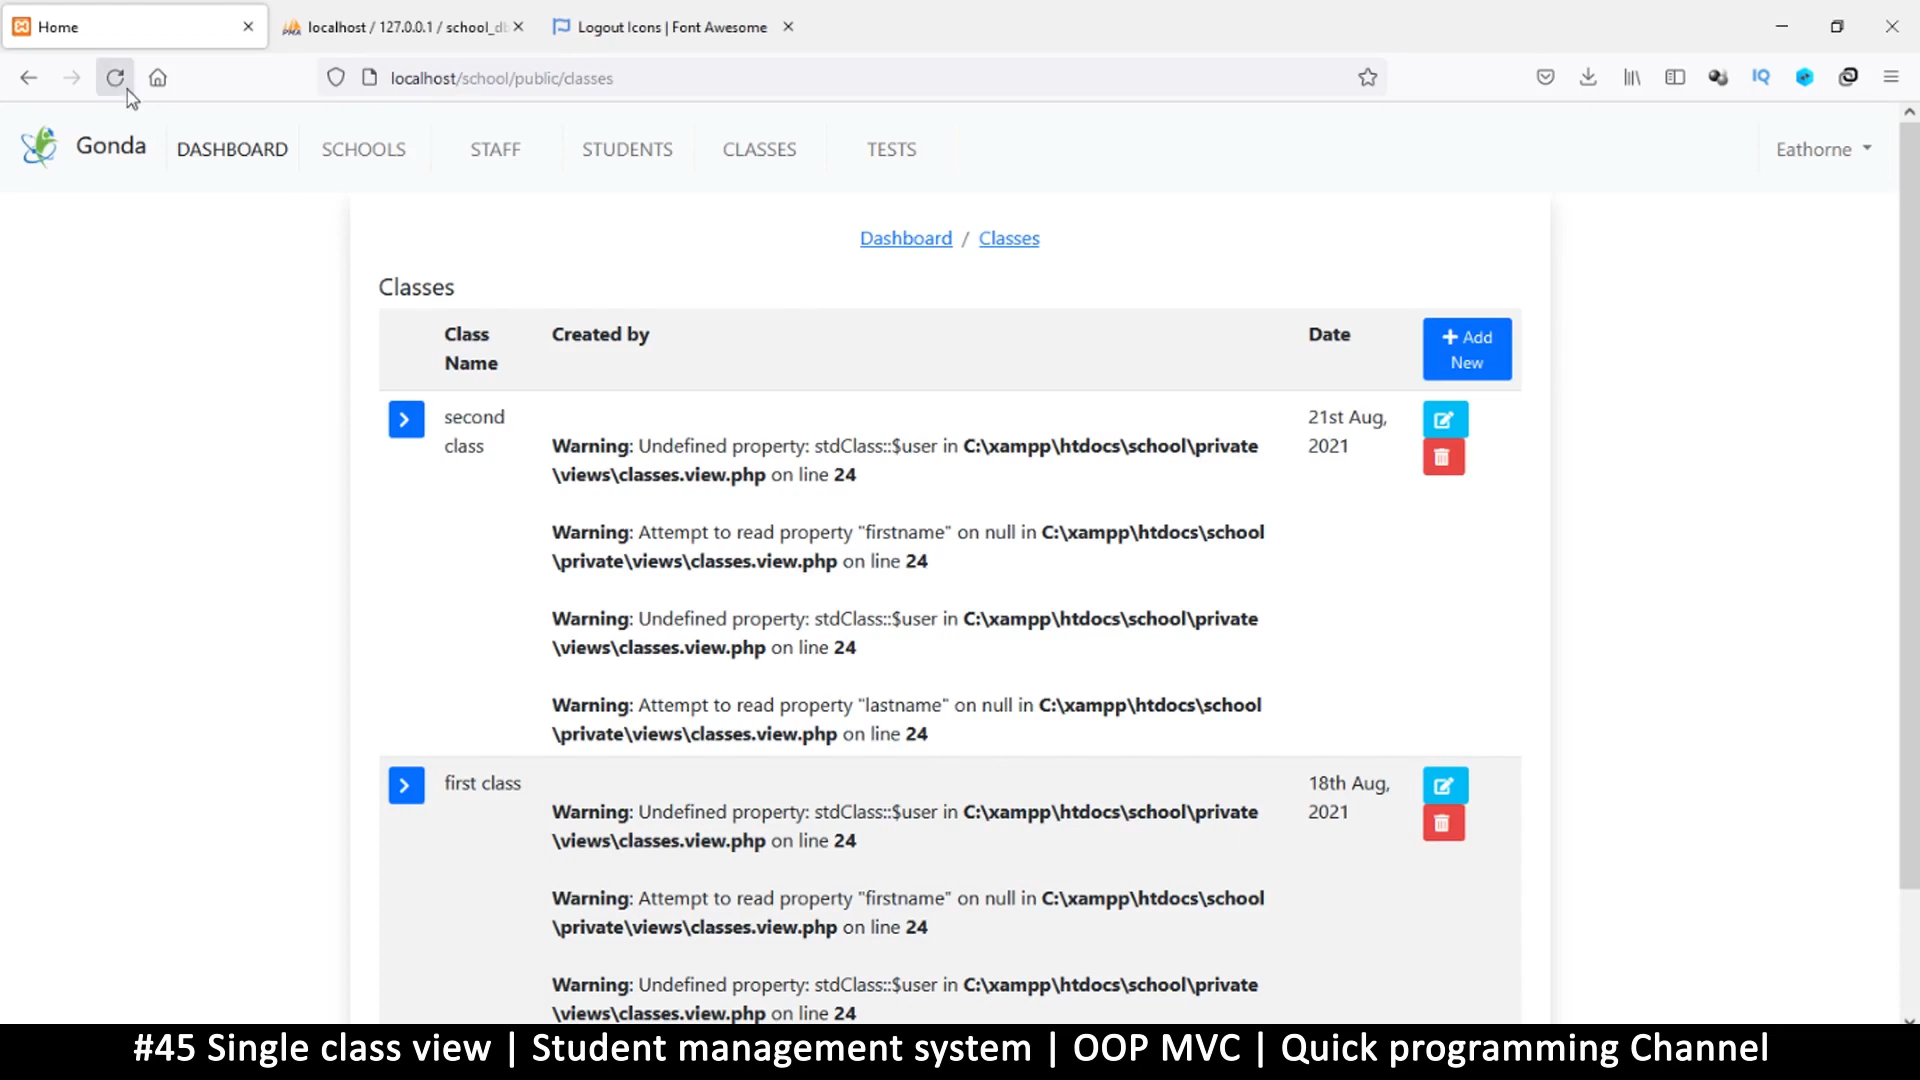 Home
localhost / 127.0.0.1 / school_db
Logout Icons | Font Awesome
localhost/school/public/classes
IQ
Gonda
DASHBOARD
SCHOOLS
STAFF
STUDENTS
CLASSES
TESTS
Eathorne
Dashboard / Classes
Classes
Class Name
Created by
Date
Add New
second class
Warning: Undefined property: stdClass::$user in C:\xampp\htdocs\school\private
\views\classes.view.php on line 24
Warning: Attempt to read property "firstname" on null in C:\xampp\htdocs\school
\private\views\classes.view.php on line 24
Warning: Undefined property: stdClass::$user in C:\xampp\htdocs\school\private
\views\classes.view.php on line 24
Warning: Attempt to read property "lastname" on null in C:\xampp\htdocs\school
\private\views\classes.view.php on line 24
21st Aug,
2021
first class
Warning: Undefined property: stdClass::$user in C:\xampp\htdocs\school\private
\views\classes.view.php on line 24
Warning: Attempt to read property "firstname" on null in C:\xampp\htdocs\school
\private\views\classes.view.php on line 24
Warning: Undefined property: stdClass::$user in C:\xampp\htdocs\school\private
\views\classes.view.php on line 24
18th Aug,
2021
#45 Single class view | Student management system | OOP MVC | Quick programming Channel